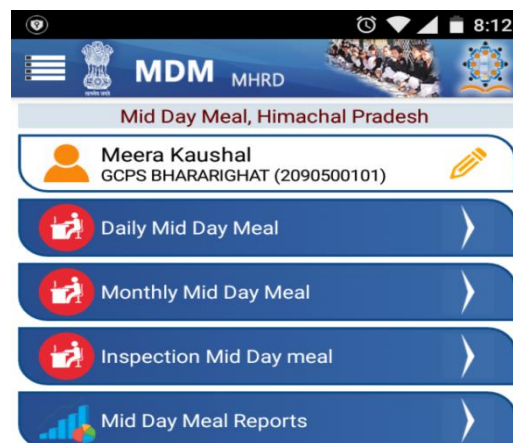 8:12
MDM MHRD
Mid Day Meal, Himachal Pradesh
Meera Kaushal
GCPS BHARARIGHAT (2090500101)
Daily Mid Day Meal
Monthly Mid Day Meal
Inspection Mid Day meal
Mid Day Meal Reports